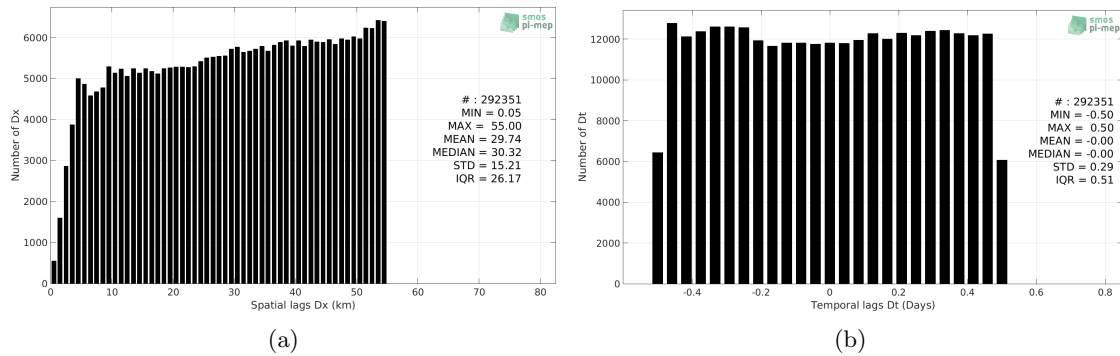 smos
pi-mep
6000
5000
4000
3000
2000
1000
0
Number of Dx
# : 292351
MIN = 0.05
MAX = 55.00
MEAN = 29.74
MEDIAN = 30.32
STD = 15.21
IQR = 26.17
0 10 20 30 40 50 60 70 80
Spatial lags Dx (km)
(a)
smos
pi-mep
12000
10000
8000
6000
4000
2000
0
Number of Dt
# : 292351
MIN = -0.50
MAX = 0.50
MEAN = -0.00
MEDIAN = -0.00
STD = 0.29
IQR = 0.51
-0.4 -0.2 0 0.2 0.4 0.6 0.8
Temporal lags Dt (Days)
(b)